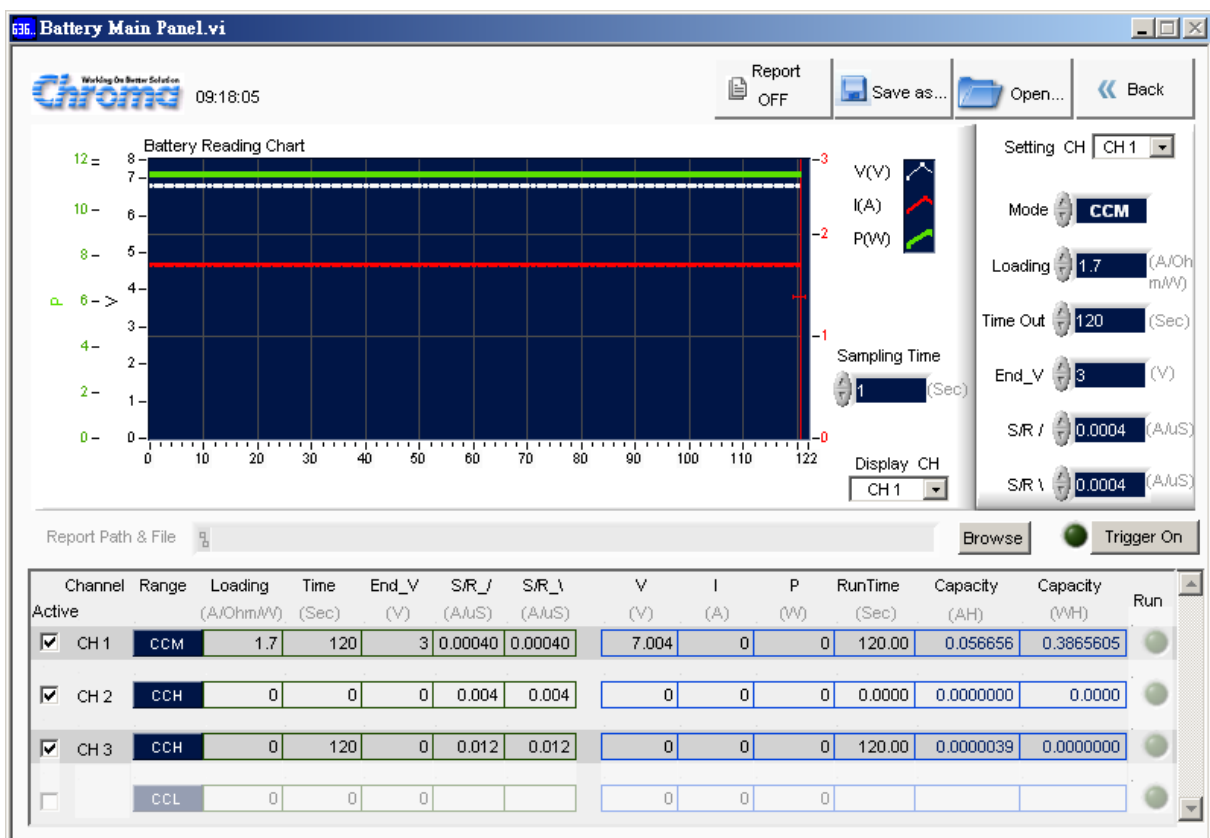 636.. Battery Main Panel.vi
Working On Better Solution
Chroma 09:18:05
Report OFF Save as... Open... Back
Battery Reading Chart
12 10 8 6 4 2 0
P
8 7 6 5 4 3 2 1 0
V
3 2 1 0
0 10 20 30 40 50 60 70 80 90 100 110 122
V(V)
I(A)
P(W)
Sampling Time
1 (Sec)
Display CH
CH 1
Setting CH CH 1
Mode CCM
Loading 1.7 (A/Ohm/W)
Time Out 120 (Sec)
End_V 3 (V)
S/R / 0.0004 (A/uS)
S/R \ 0.0004 (A/uS)
Report Path & File Browse Trigger On
Channel Range Loading Time End_V S/R_/ S/R_\ V I P RunTime Capacity Capacity Run
Active (A/Ohm/W) (Sec) (V) (A/uS) (A/uS) (V) (A) (W) (Sec) (AH) (WH)
CH 1 CCM 1.7 120 3 0.00040 0.00040 7.004 0 0 120.00 0.056656 0.3865605
CH 2 CCH 0 0 0 0.004 0.004 0 0 0 0.0000 0.0000000 0.0000
CH 3 CCH 0 120 0 0.012 0.012 0 0 0 120.00 0.0000039 0.0000000
CCL 0 0 0 0 0 0